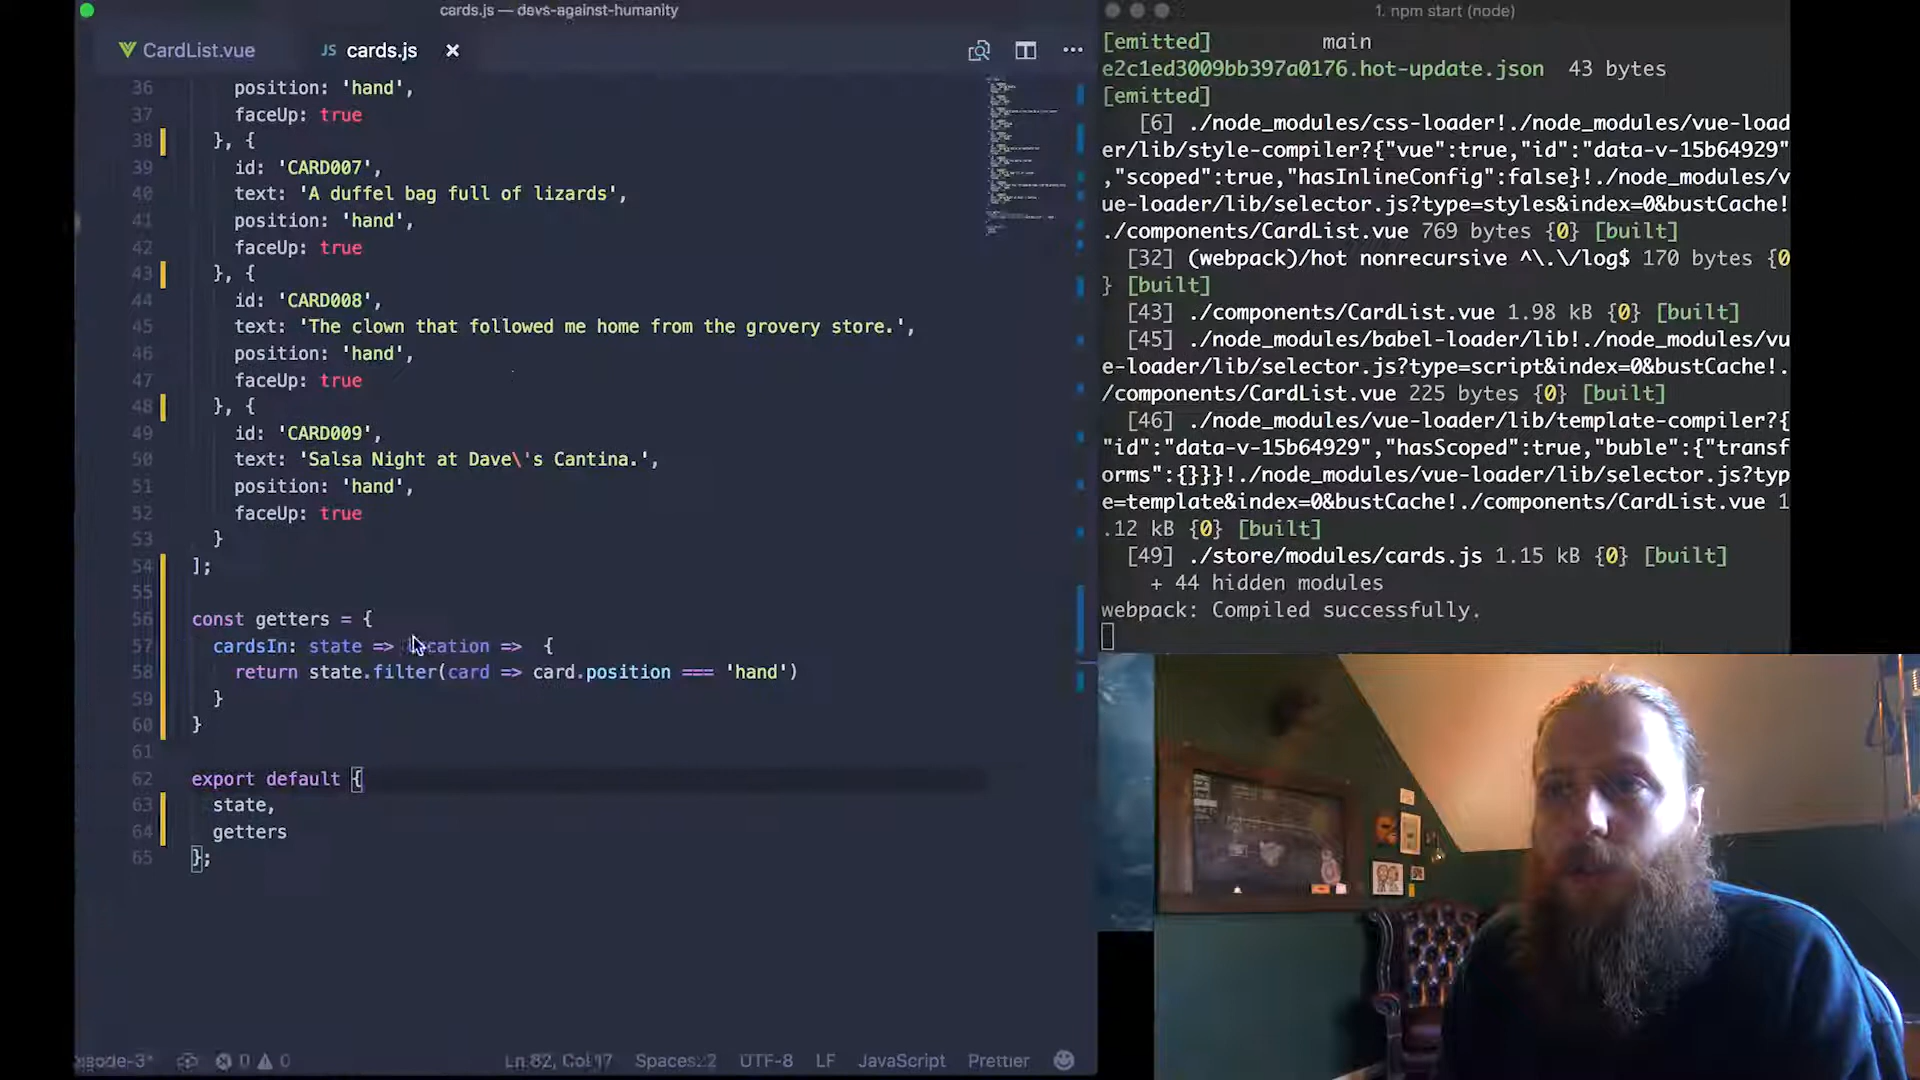 cards.js — devs-against-humanity
CardList.vue
JS cards.js
36 position: 'hand',
37 faceUp: true
38 }, {
39 id: 'CARD007',
40 text: 'A duffel bag full of lizards',
41 position: 'hand',
42 faceUp: true
43 }, {
44 id: 'CARD008',
45 text: 'The clown that followed me home from the grovery store.',
46 position: 'hand',
47 faceUp: true
48 }, {
49 id: 'CARD009',
50 text: 'Salsa Night at Dave\'s Cantina.',
51 position: 'hand',
52 faceUp: true
53 }
54 ];
55
56 const getters = {
57 cardsIn: state => location => {
58 return state.filter(card => card.position === 'hand')
59 }
60 }
61
62 export default {
63 state,
64 getters
65 };
0 0
Ln 62, Col 17 Spaces: 2 UTF-8 LF JavaScript Prettier
1. npm start (node)
[emitted] main
e2c1ed3009bb397a0176.hot-update.json 43 bytes
[emitted]
[6] ./node_modules/css-loader!./node_modules/vue-load
er/lib/style-compiler?{"vue":true,"id":"data-v-15b64929"
,"scoped":true,"hasInlineConfig":false}!./node_modules/v
ue-loader/lib/selector.js?type=styles&index=0&bustCache!
./components/CardList.vue 769 bytes {0} [built]
[32] (webpack)/hot nonrecursive ^\.\/log$ 170 bytes {0
} [built]
[43] ./components/CardList.vue 1.98 kB {0} [built]
[45] ./node_modules/babel-loader/lib!./node_modules/vu
e-loader/lib/selector.js?type=script&index=0&bustCache!.
/components/CardList.vue 225 bytes {0} [built]
[46] ./node_modules/vue-loader/lib/template-compiler?{
"id":"data-v-15b64929","hasScoped":true,"buble":{"transf
orms":{}}}!./node_modules/vue-loader/lib/selector.js?typ
e=template&index=0&bustCache!./components/CardList.vue 1
.12 kB {0} [built]
[49] ./store/modules/cards.js 1.15 kB {0} [built]
+ 44 hidden modules
webpack: Compiled successfully.